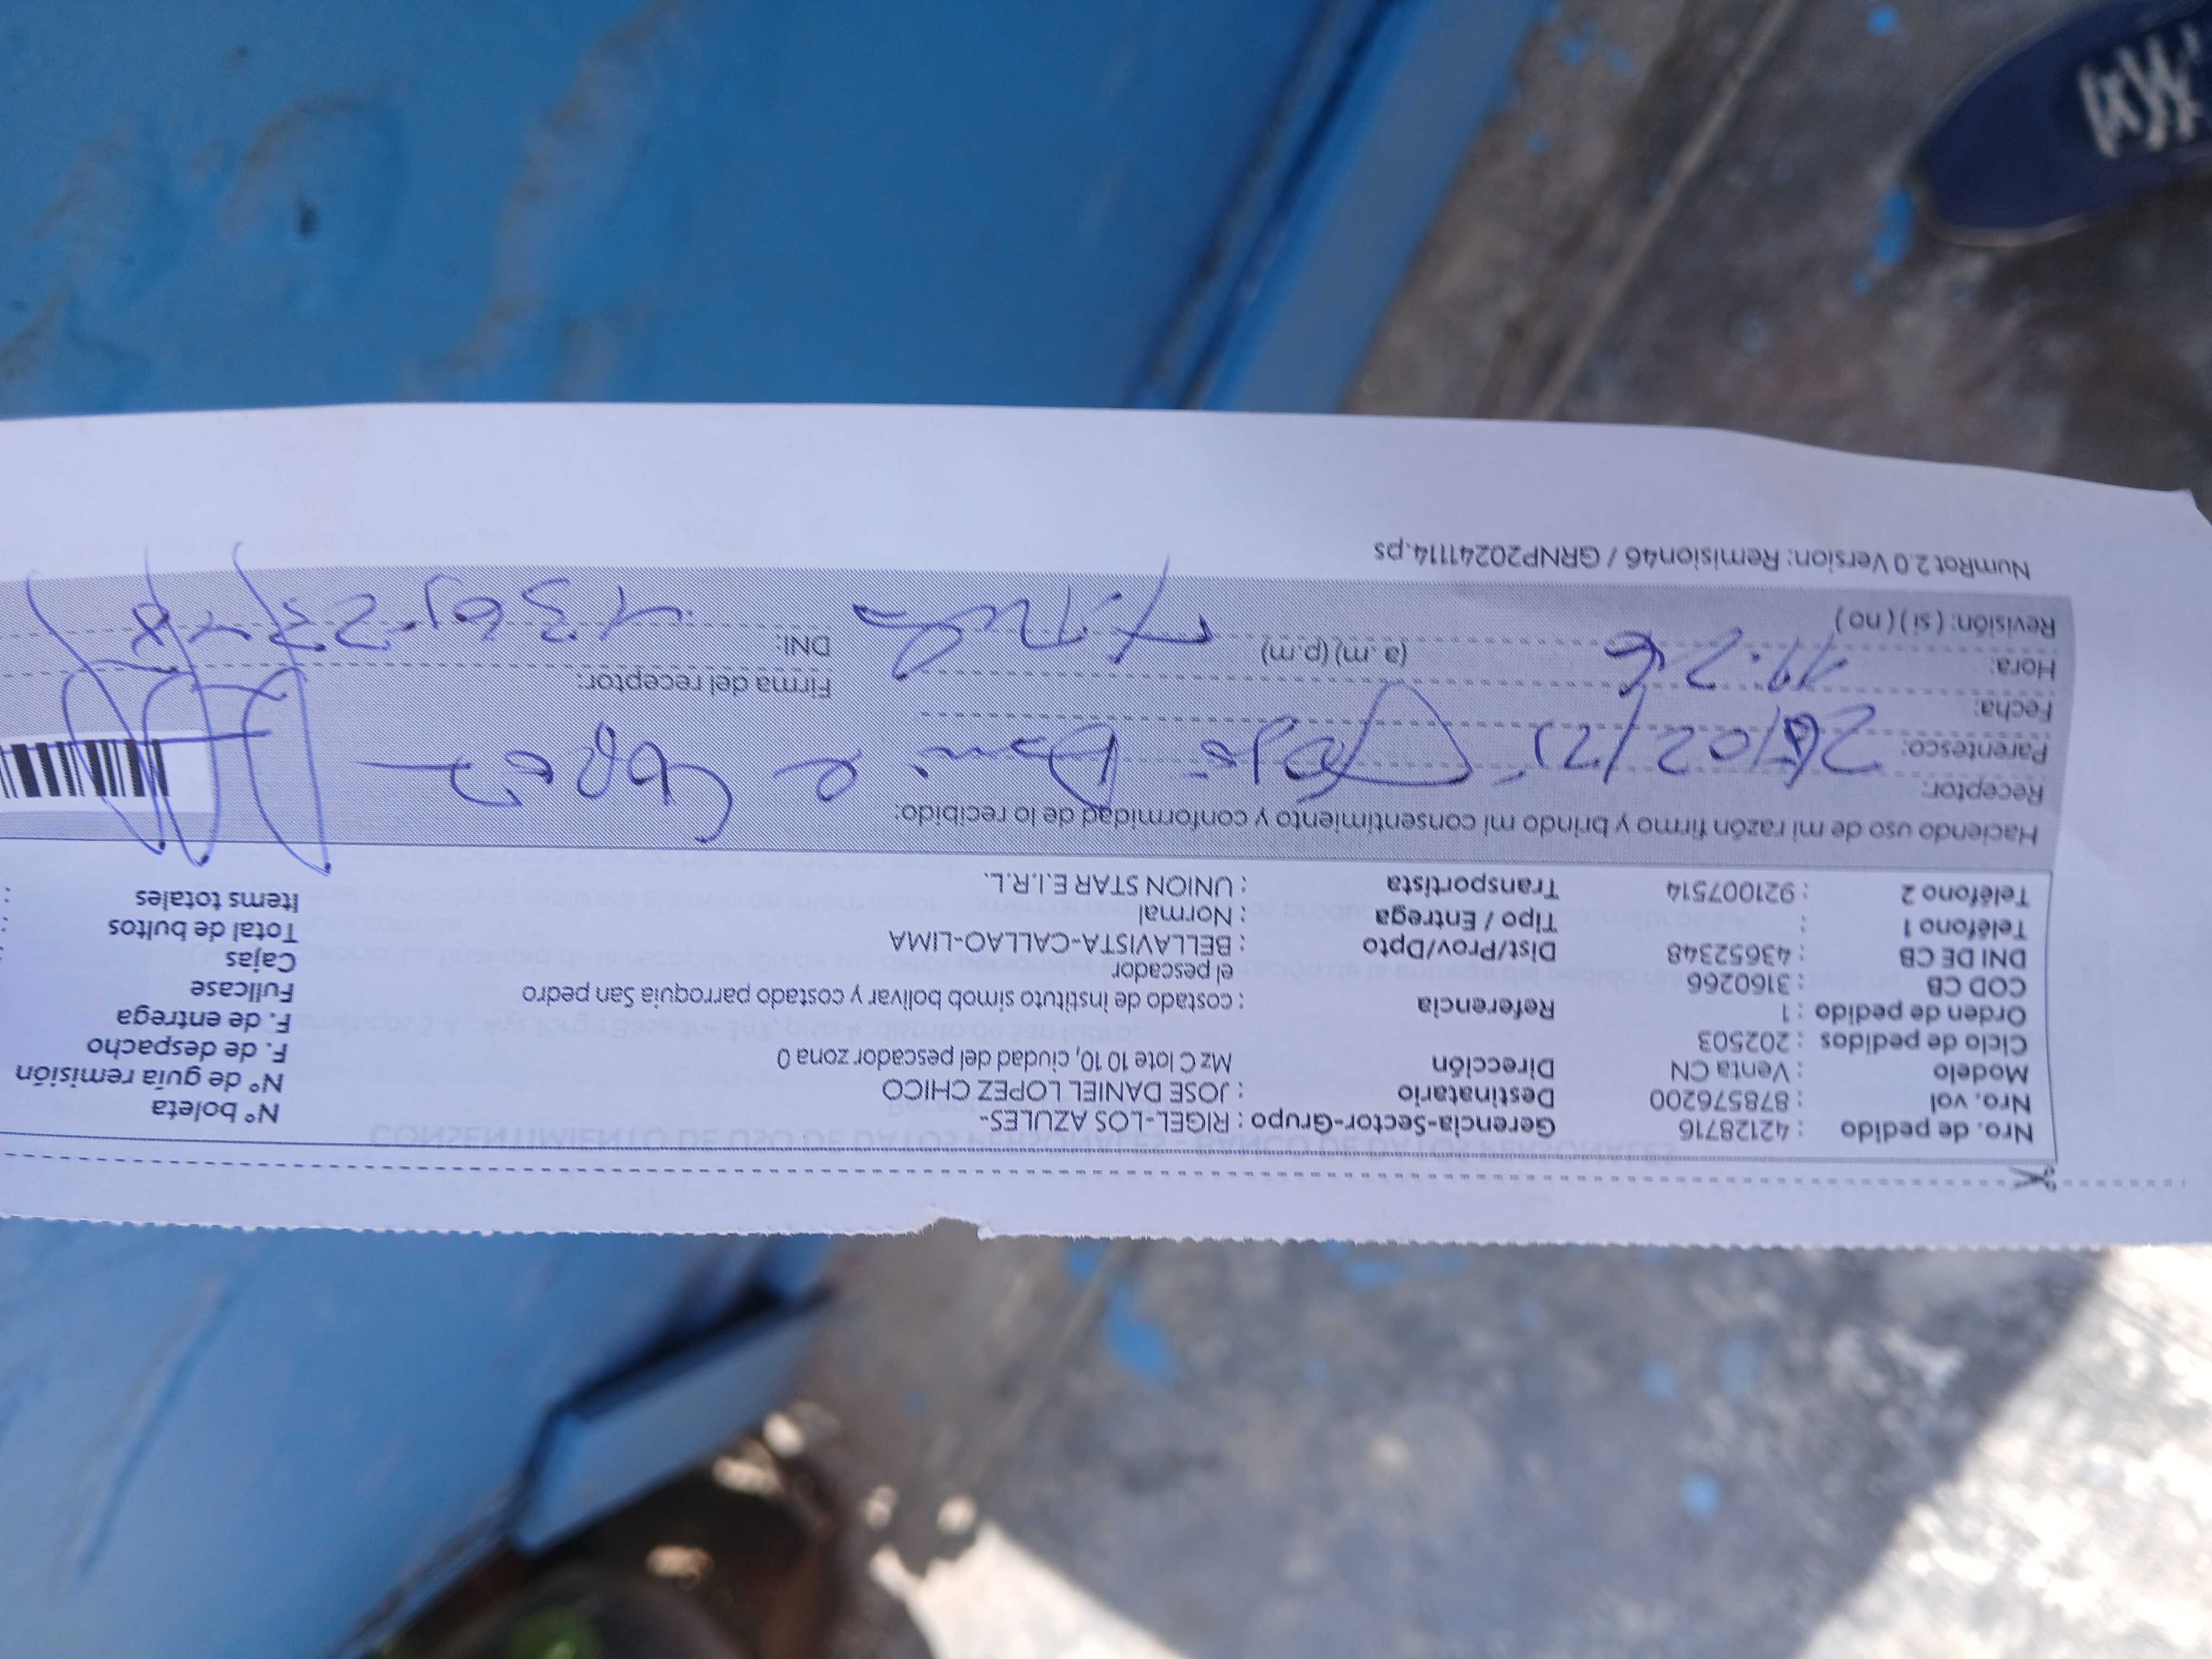 Nro. de pedido : 42128716 Gerencia-Sector-Grupo : RIGEL-LOS AZULES- Nº boleta
Nro. vol : 878576200 Destinatario : JOSE DANIEL LOPEZ CHICO Nº de guía remisión
Modelo : Venta CN Dirección Mz C lote 10 10, ciudad del pescador zona 0 F. de despacho
Ciclo de pedidos : 202503 F. de entrega
Orden de pedido : 1 Referencia : costado de instituto simob bolivar y costado parroquia San pedro Fullcase
COD CB : 3160266 el pescador Cajas
DNI DE CB : 43652348 Dist/Prov/Dpto : BELLAVISTA-CALLAO-LIMA Total de bultos
Teléfono 1 : Tipo / Entrega : Normal Items totales
Teléfono 2 : 921007514 Transportista : UNION STAR E.I.R.L.
Haciendo uso de mi razón firmo y brindo mi consentimiento y conformidad de lo recibido:
Receptor:
Parentesco:
Fecha:
Firma del receptor:
Hora: 11:26 (a.m) (p.m) DNI:
Revisión: ( si ) ( no ) Titular
NumRot 2.0 Version: Remision46 / GRNP20241114.ps